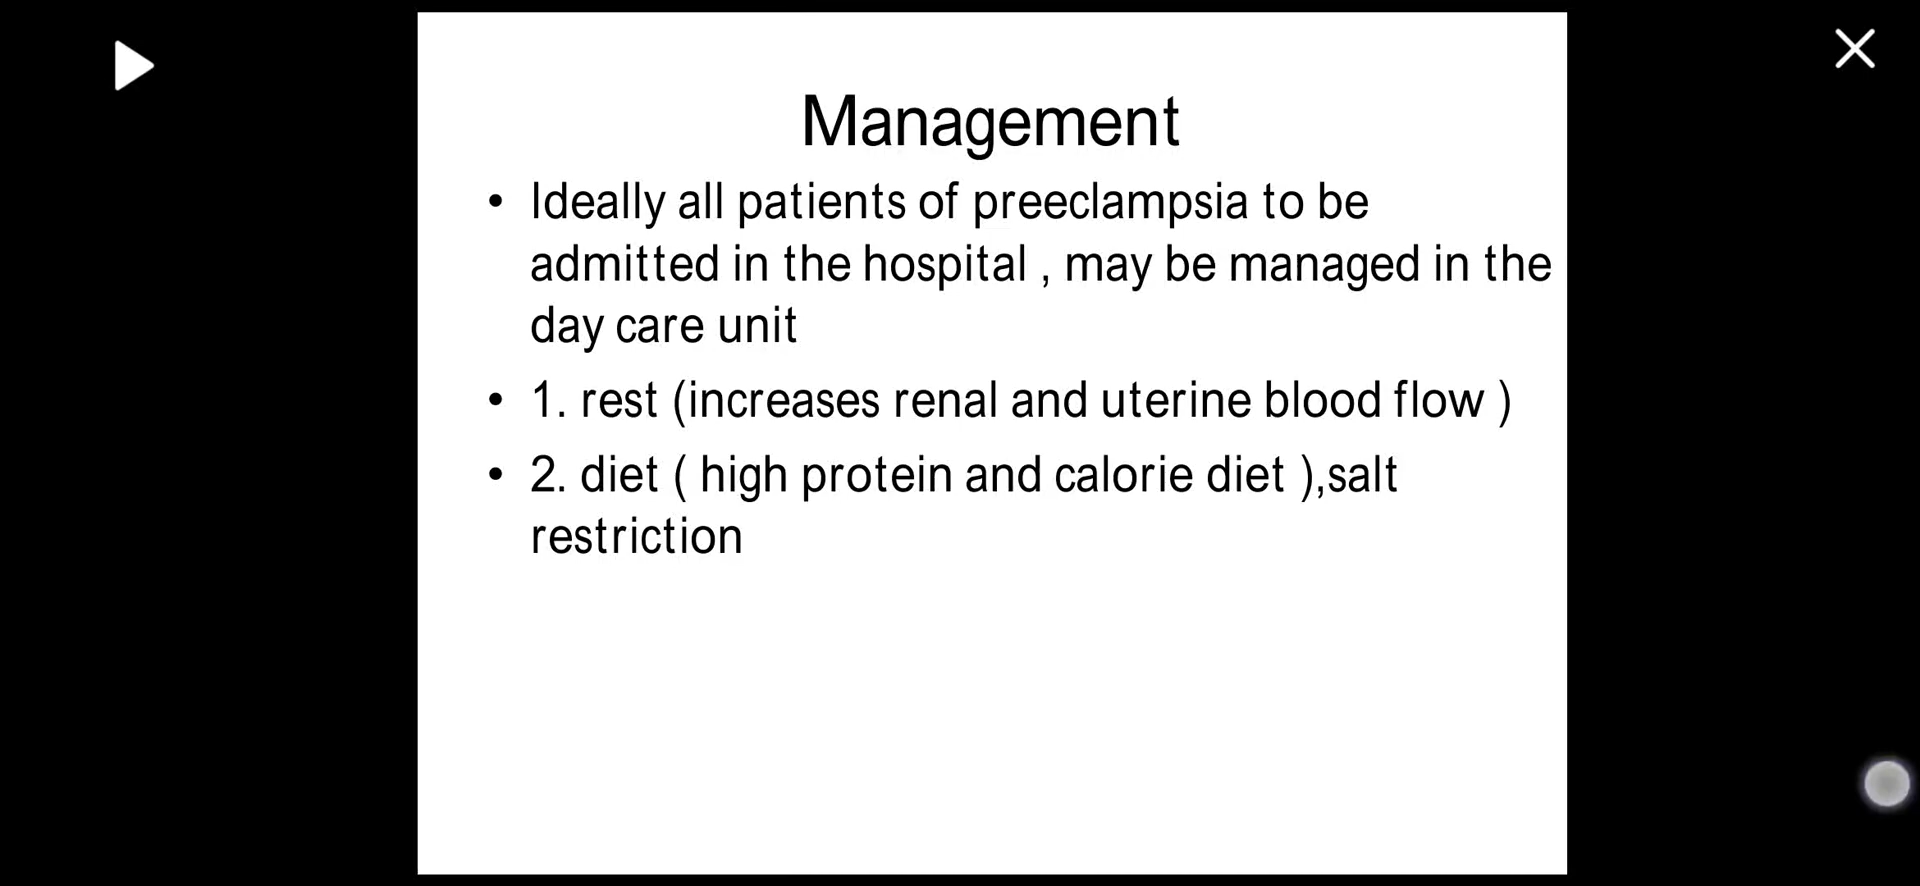 Management
• Ideally all patients of preeclampsia to be
admitted in the hospital , may be managed in the
day care unit
• 1. rest (increases renal and uterine blood flow )
• 2. diet ( high protein and calorie diet ),salt
restriction